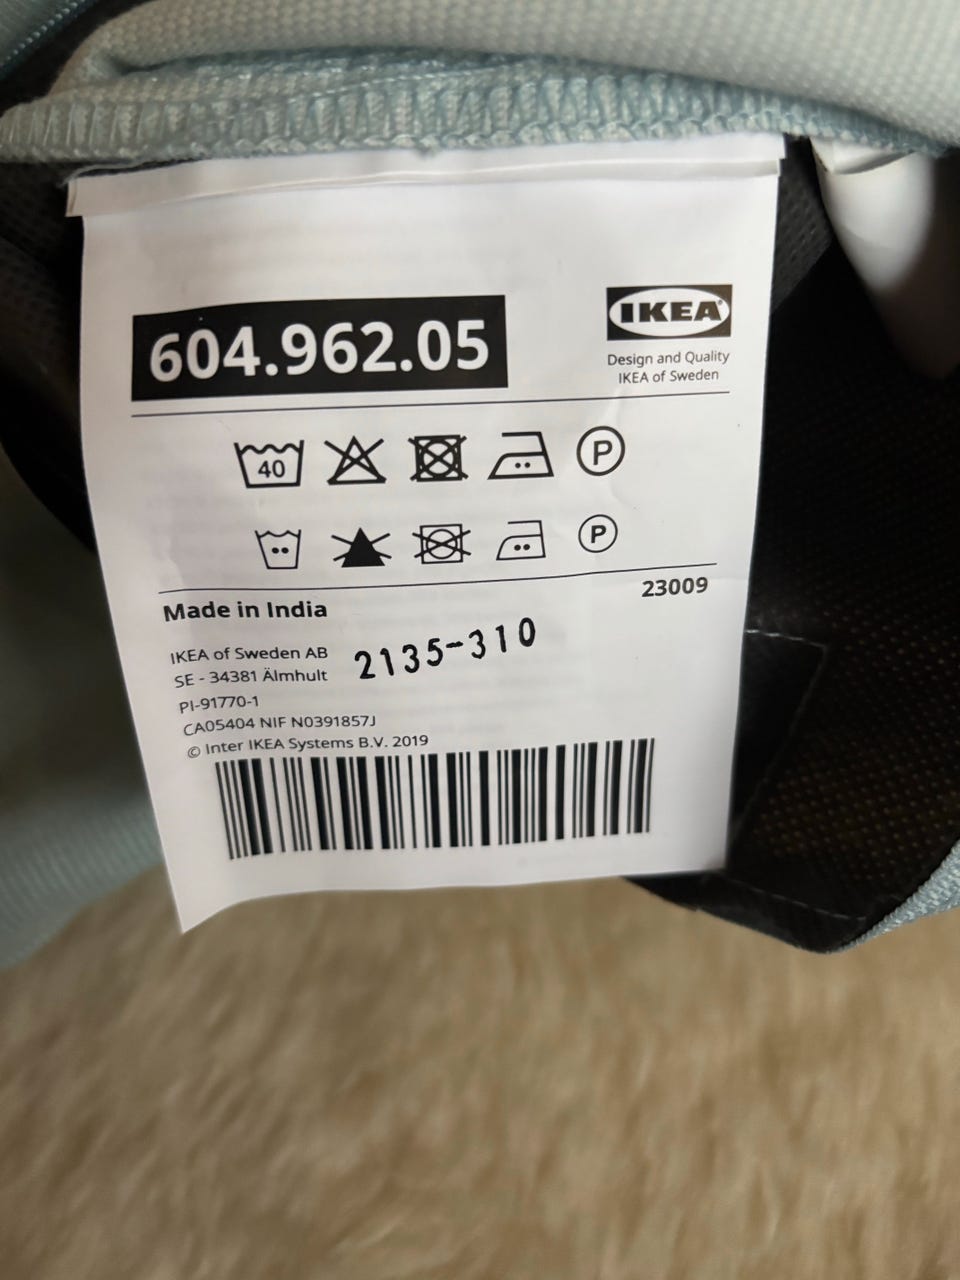 604.962.05
IKEA
Design and Quality
IKEA of Sweden
40
P
P
23009
Made in India
IKEA of Sweden AB
SE - 34381 Älmhult
2135-310
PI-91770-1
CA05404 NIF N0391857J
© Inter IKEA Systems B.V. 2019